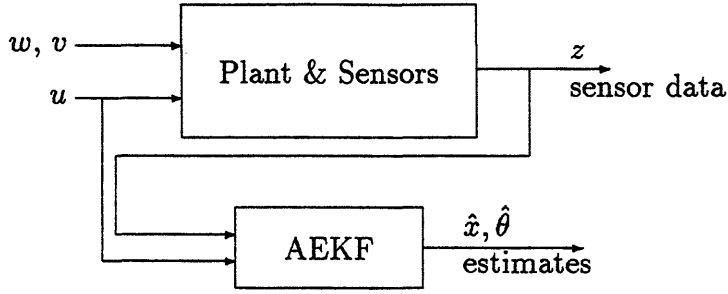 w, v
Plant & Sensors
z
u
sensor data
x̂, θ̂
AEKF
estimates